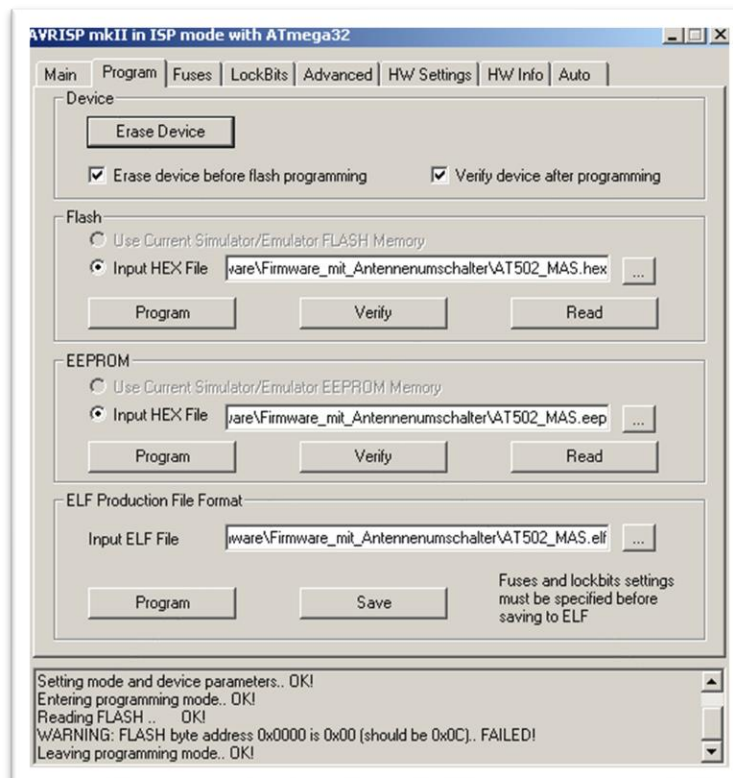 AVRISP mkII in ISP mode with ATmega32
Main Program Fuses LockBits Advanced HW Settings HW Info Auto
Device
Erase Device
Erase device before flash programming Verify device after programming
Flash
Use Current Simulator/Emulator FLASH Memory
Input HEX File ware\Firmware_mit_Antennenumschalter\AT502_MAS.hex ...
Program Verify Read
EEPROM
Use Current Simulator/Emulator EEPROM Memory
Input HEX File ware\Firmware_mit_Antennenumschalter\AT502_MAS.eep ...
Program Verify Read
ELF Production File Format
Input ELF File ware\Firmware_mit_Antennenumschalter\AT502_MAS.elf ...
Fuses and lockbits settings
must be specified before
saving to ELF
Program Save
Setting mode and device parameters.. OK!
Entering programming mode.. OK!
Reading FLASH .. OK!
WARNING: FLASH byte address 0x0000 is 0x00 (should be 0x0C).. FAILED!
Leaving programming mode.. OK!